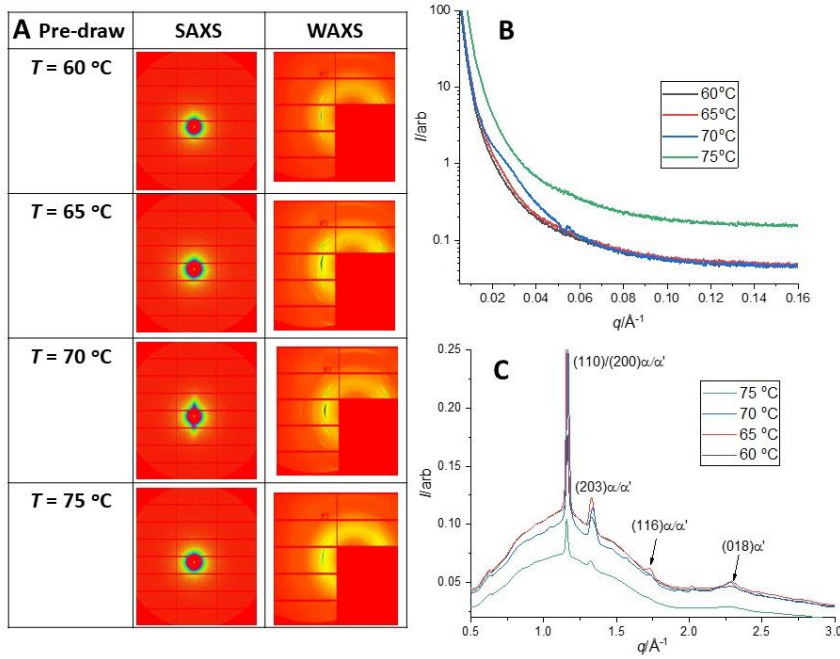 A Pre-draw SAXS WAXS
T = 60 °C
T = 65 °C
T = 70 °C
T = 75 °C
B
100
10
1
0.1
I/arb
60°C
65°C
70°C
75°C
0.02 0.04 0.06 0.08 0.10 0.12 0.14 0.16
q/Å⁻¹
C
0.25
0.20
0.15
0.10
0.05
I/arb
(110)/(200)α/α'
75 °C
70 °C
65 °C
60 °C
(203)α/α'
(116)α/α'
(018)α'
0.5 1.0 1.5 2.0 2.5 3.0
q/Å⁻¹